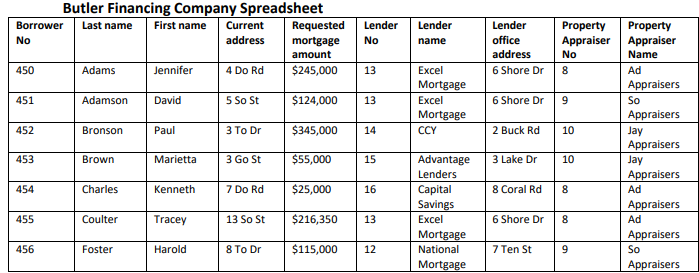 Butler Financing Company Spreadsheet
Borrower No | Last name | First name | Current address | Requested mortgage amount | Lender No | Lender name | Lender office address | Property Appraiser No | Property Appraiser Name
450 | Adams | Jennifer | 4 Do Rd | $245,000 | 13 | Excel Mortgage | 6 Shore Dr | 8 | Ad Appraisers
451 | Adamson | David | 5 So St | $124,000 | 13 | Excel Mortgage | 6 Shore Dr | 9 | So Appraisers
452 | Bronson | Paul | 3 To Dr | $345,000 | 14 | CCY | 2 Buck Rd | 10 | Jay Appraisers
453 | Brown | Marietta | 3 Go St | $55,000 | 15 | Advantage Lenders | 3 Lake Dr | 10 | Jay Appraisers
454 | Charles | Kenneth | 7 Do Rd | $25,000 | 16 | Capital Savings | 8 Coral Rd | 8 | Ad Appraisers
455 | Coulter | Tracey | 13 So St | $216,350 | 13 | Excel Mortgage | 6 Shore Dr | 8 | Ad Appraisers
456 | Foster | Harold | 8 To Dr | $115,000 | 12 | National Mortgage | 7 Ten St | 9 | So Appraisers